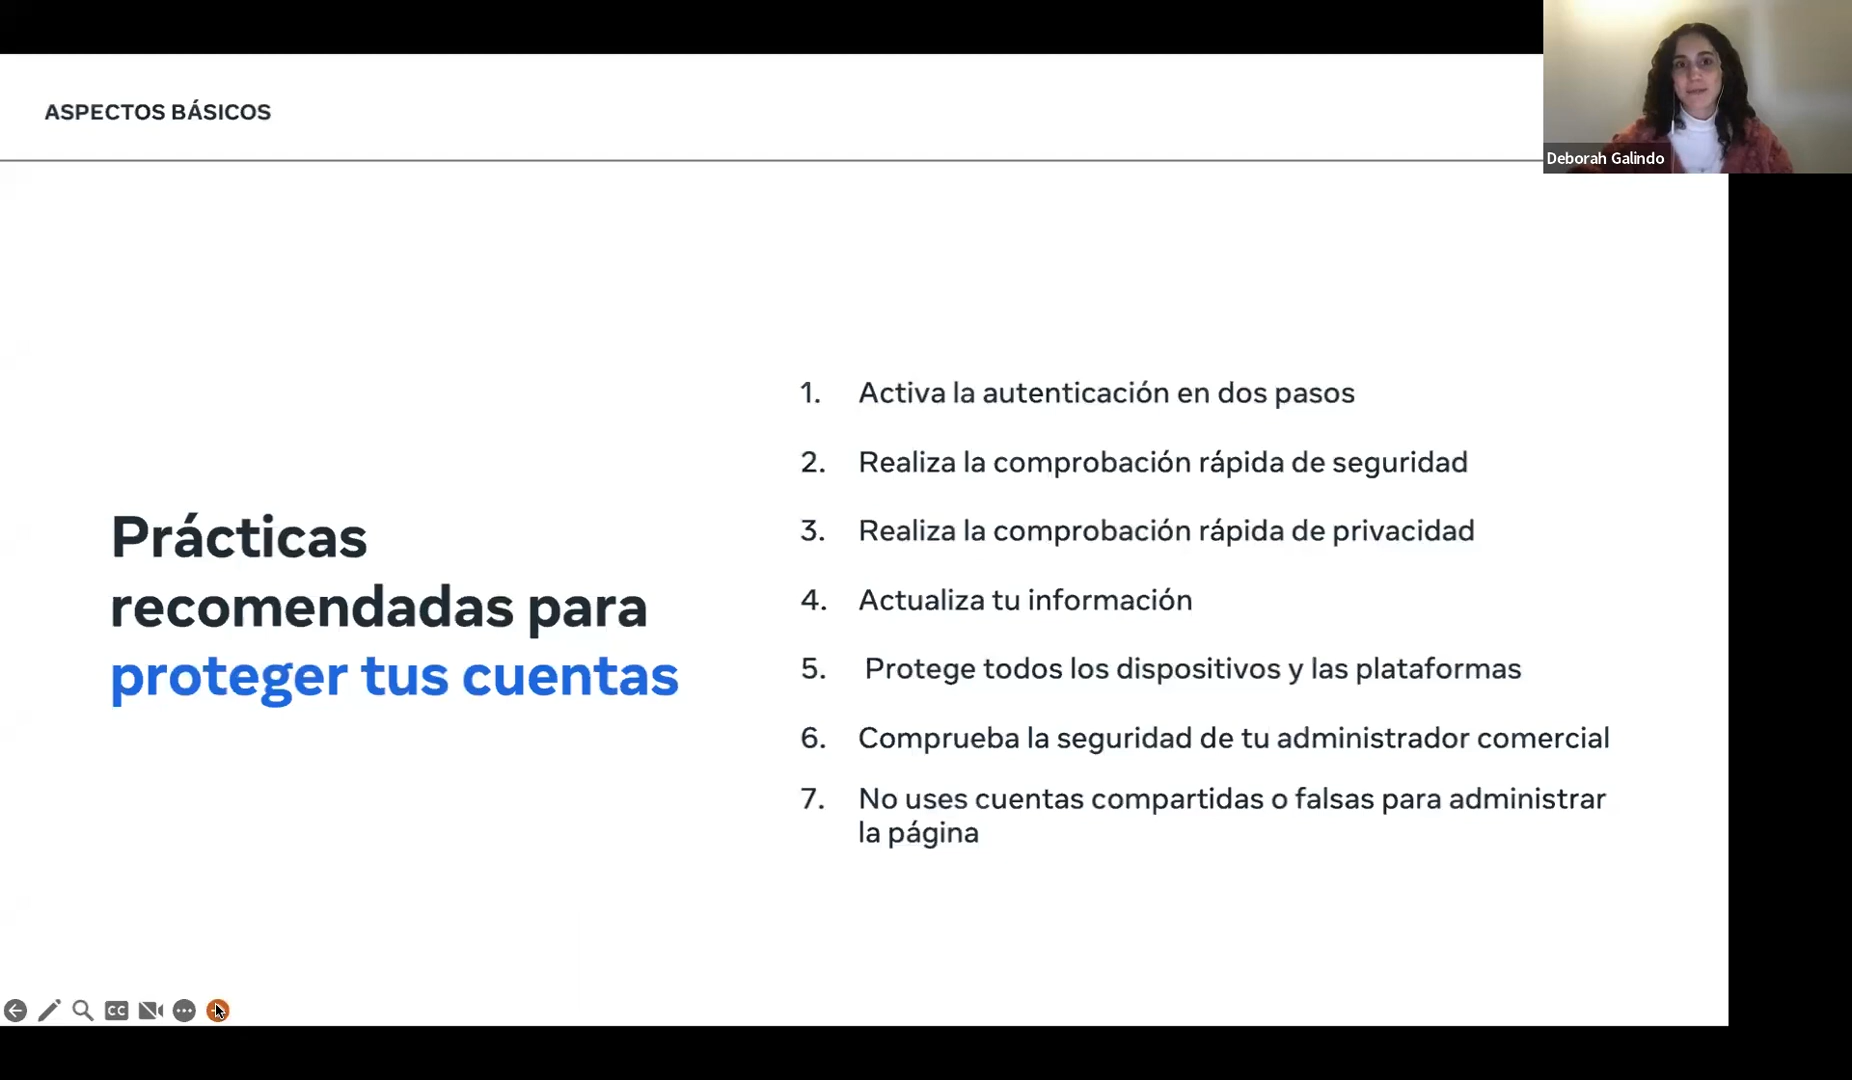 ASPECTOS BÁSICOS
Deborah Galindo
Prácticas
recomendadas para
proteger tus cuentas
1. Activa la autenticación en dos pasos
2. Realiza la comprobación rápida de seguridad
3. Realiza la comprobación rápida de privacidad
4. Actualiza tu información
5. Protege todos los dispositivos y las plataformas
6. Comprueba la seguridad de tu administrador comercial
7. No uses cuentas compartidas o falsas para administrar
la página
CC